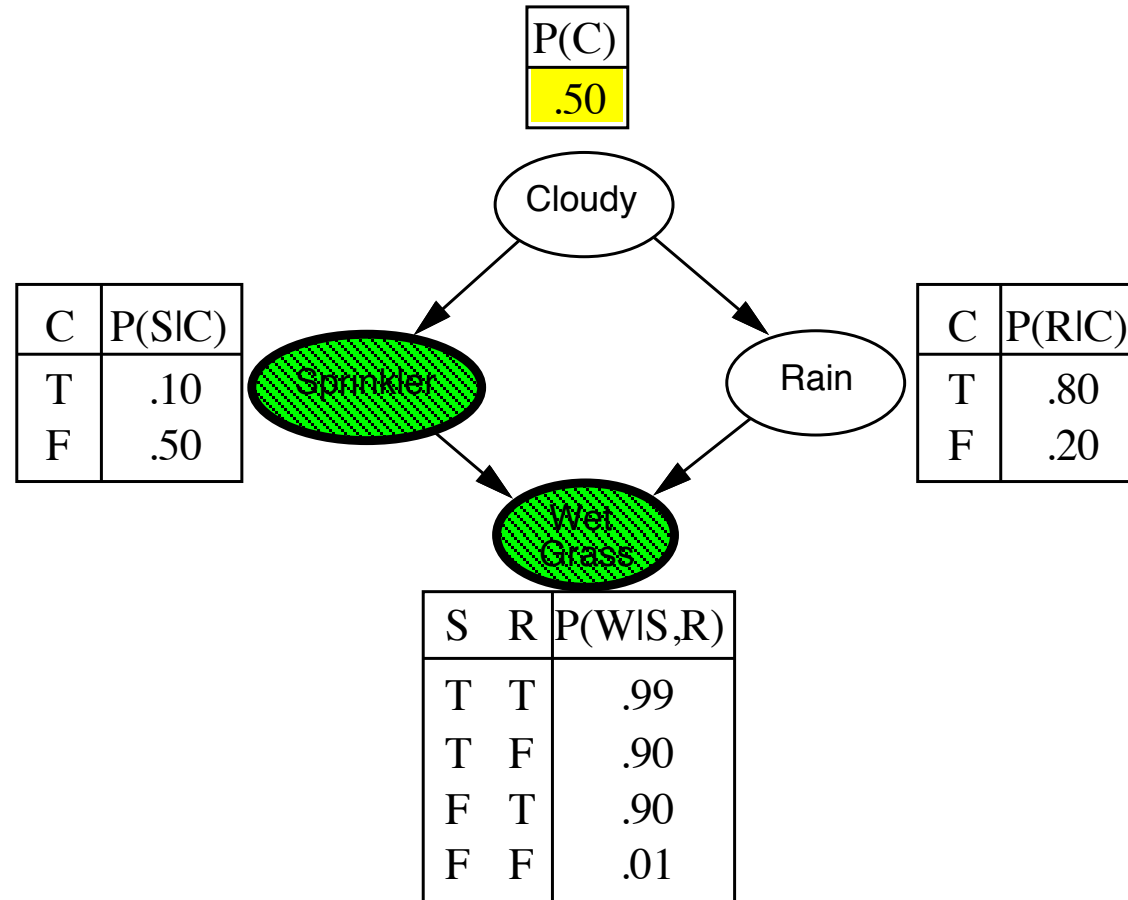 P(C)
.50
Cloudy
C P(S|C)
T .10
F .50
Sprinkler
Rain
C P(R|C)
T .80
F .20
Wet
Grass
S R P(W|S,R)
T T .99
T F .90
F T .90
F F .01